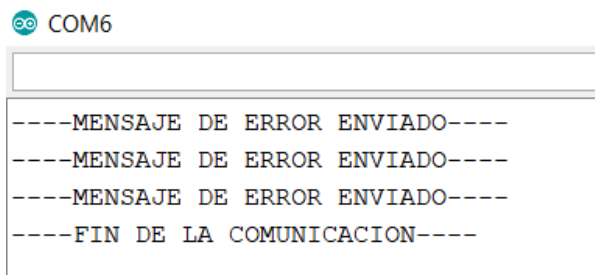 COM6
----MENSAJE DE ERROR ENVIADO----
----MENSAJE DE ERROR ENVIADO----
----MENSAJE DE ERROR ENVIADO----
----FIN DE LA COMUNICACION----